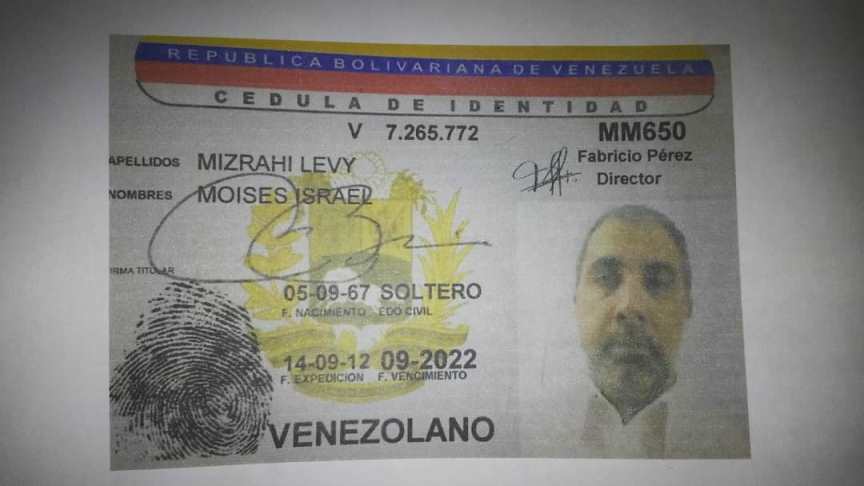 REPUBLICA BOLIVARIANA DE VENEZUELA
CEDULA DE IDENTIDAD
V 7.265.772 MM650
APELLIDOS MIZRAHI LEVY Fabricio Pérez
NOMBRES MOISES ISRAEL Director
FIRMA TITULAR
05-09-67 SOLTERO
F. NACIMIENTO EDO CIVIL
14-09-12 09-2022
F. EXPEDICION F. VENCIMIENTO
VENEZOLANO